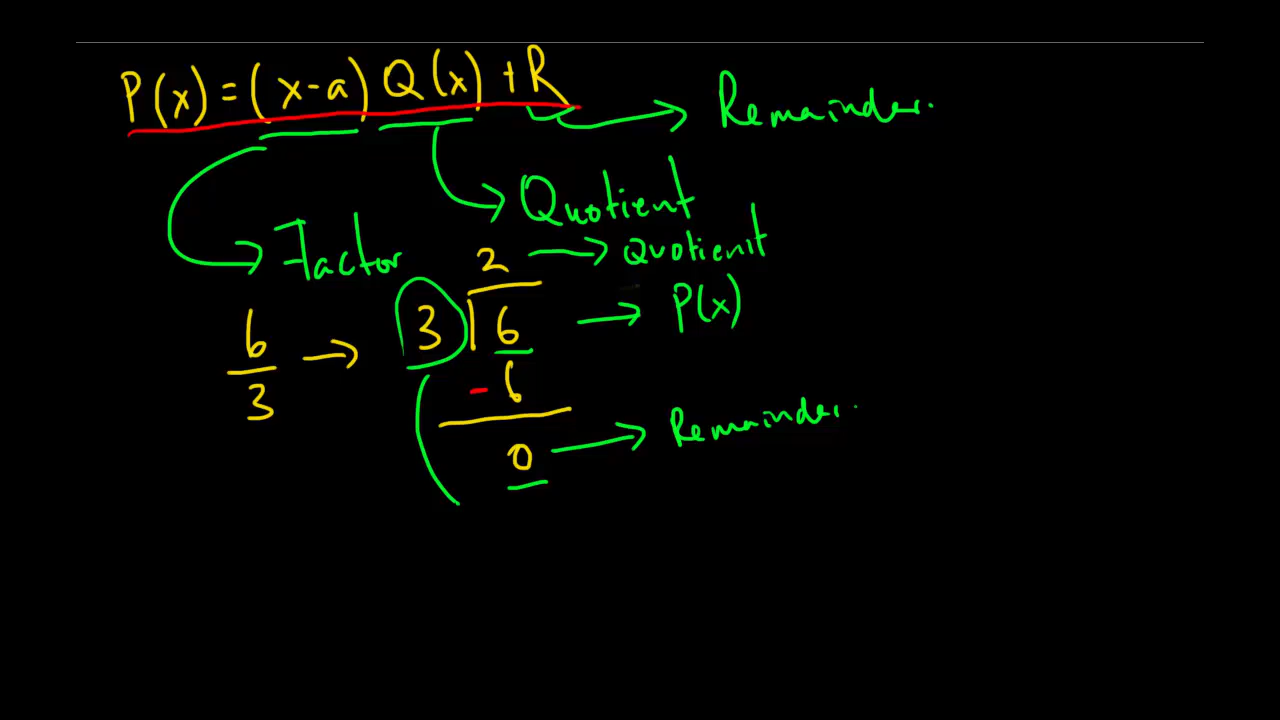 P(x) = (x-a) Q(x) + R
Remainder.
Quotient
Factor
2 → Quotient
6/3 → 3 | 6 → P(x)
- 6
0 → Remainder.